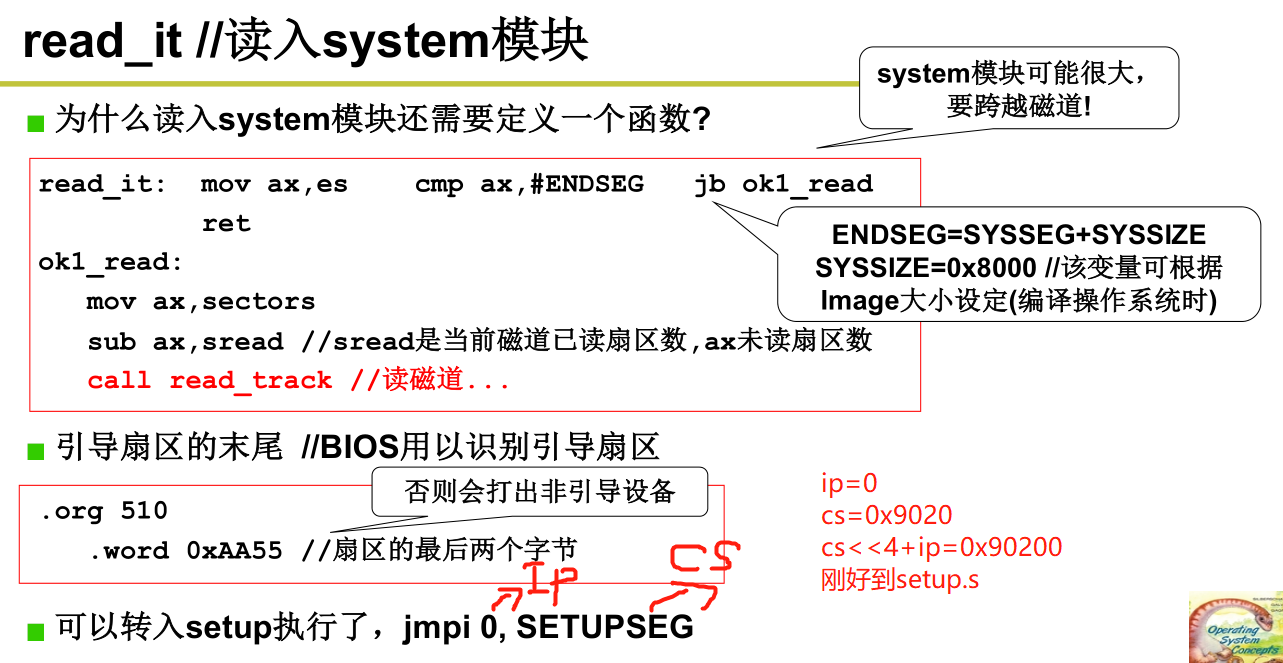 read_it //读入system模块
system模块可能很大，
要跨越磁道!
为什么读入system模块还需要定义一个函数?
read_it: mov ax,es cmp ax,#ENDSEG jb ok1_read
ret
ENDSEG=SYSSEG+SYSSIZE
SYSSIZE=0x8000 //该变量可根据
Image大小设定(编译操作系统时)
ok1_read:
mov ax,sectors
sub ax,sread //sread是当前磁道已读扇区数,ax未读扇区数
call read_track //读磁道...
引导扇区的末尾 //BIOS用以识别引导扇区
否则会打出非引导设备
.org 510
.word 0xAA55 //扇区的最后两个字节
ip=0
cs=0x9020
cs<<4+ip=0x90200
刚好到setup.s
IP
CS
可以转入setup执行了，jmpi 0, SETUPSEG
Operating
System
Concepts